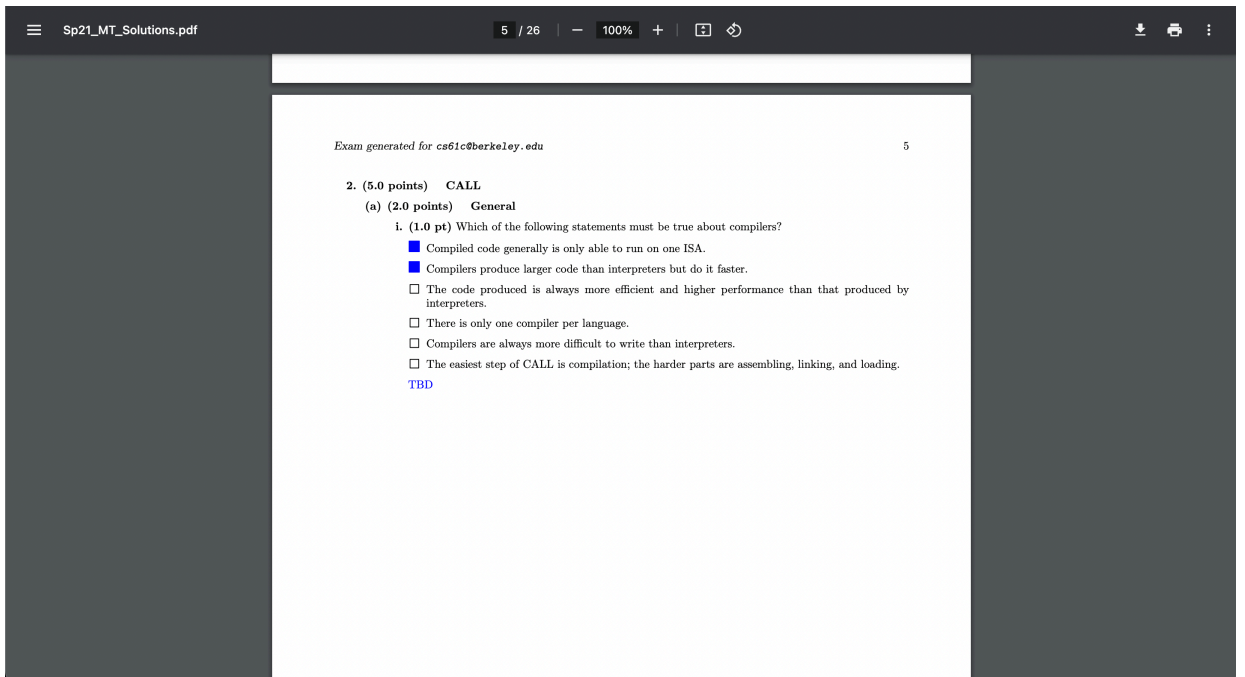 Sp21_MT_Solutions.pdf
5 / 26
100%
Exam generated for cs61c@berkeley.edu
5
2. (5.0 points) CALL
(a) (2.0 points) General
i. (1.0 pt) Which of the following statements must be true about compilers?
Compiled code generally is only able to run on one ISA.
Compilers produce larger code than interpreters but do it faster.
The code produced is always more efficient and higher performance than that produced by
interpreters.
There is only one compiler per language.
Compilers are always more difficult to write than interpreters.
The easiest step of CALL is compilation; the harder parts are assembling, linking, and loading.
TBD